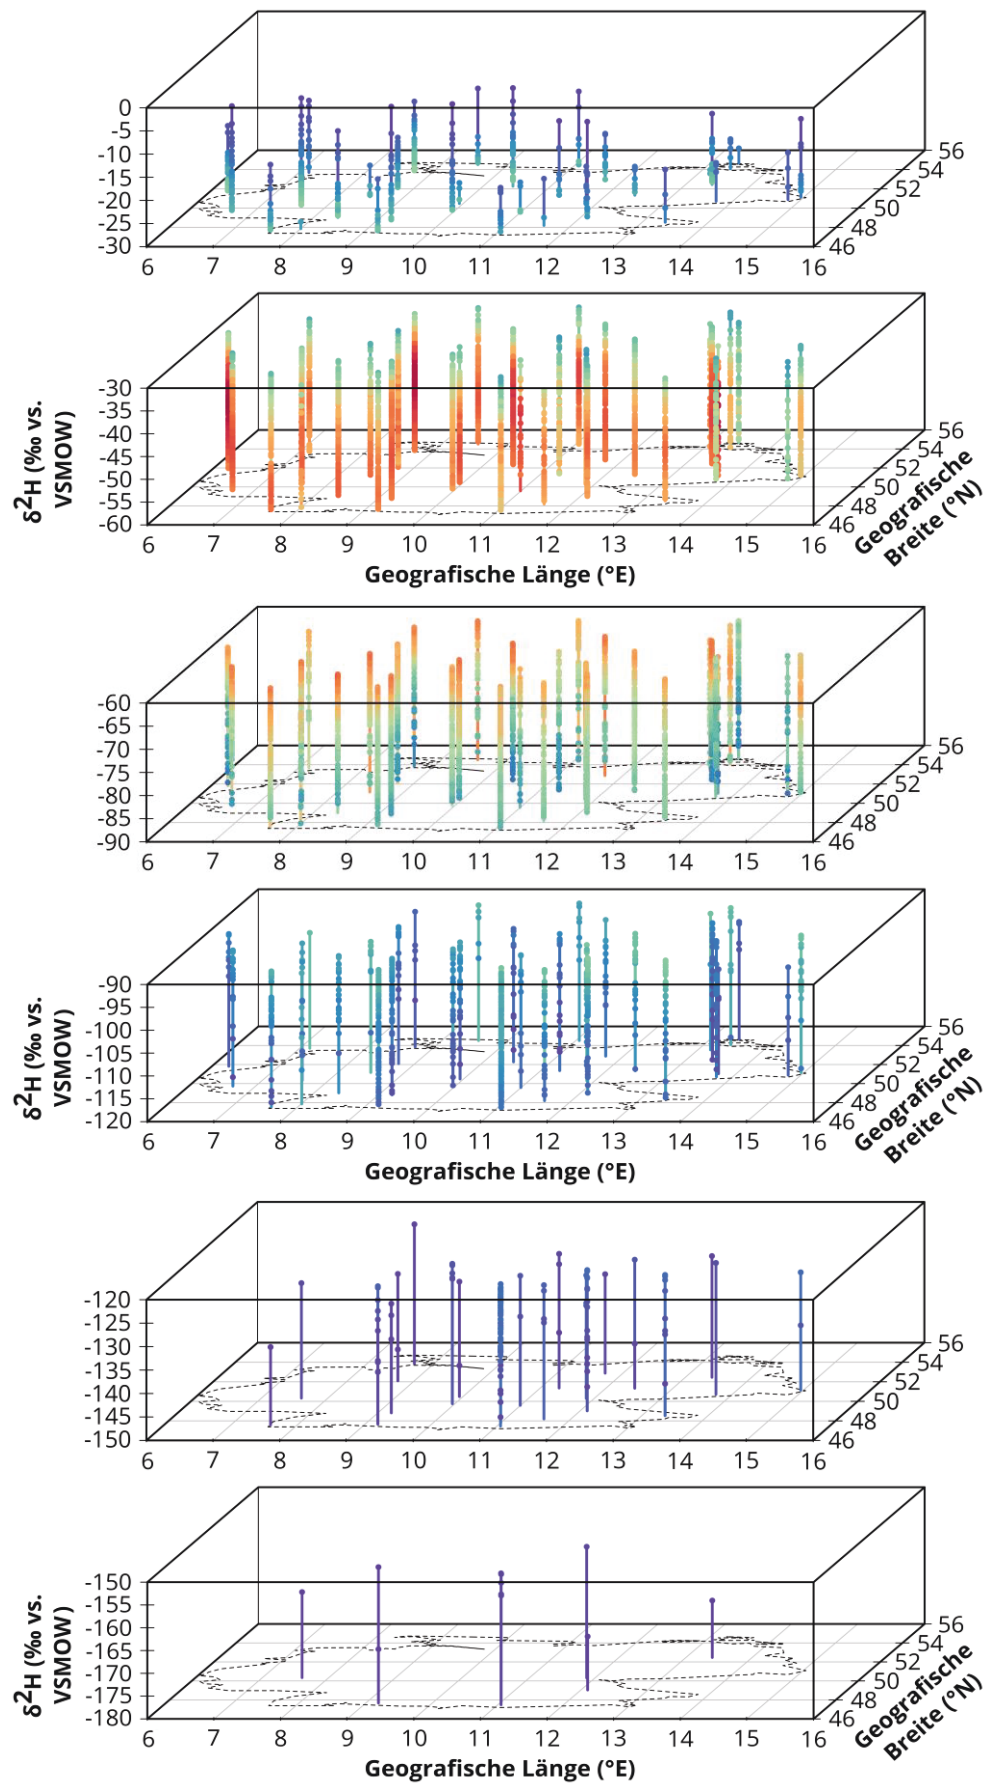 0
-5
-10
-15
-20
-25
-30
6 7 8 9 10 11 12 13 14 15 16
46 48 50 52 54 56
δ²H (‰ vs.
VSMOW)
-30
-35
-40
-45
-50
-55
-60
6 7 8 9 10 11 12 13 14 15 16
46 48 50 52 54 56
Geografische Länge (°E)
Geografische
Breite (°N)
-60
-65
-70
-75
-80
-85
-90
6 7 8 9 10 11 12 13 14 15 16
46 48 50 52 54 56
δ²H (‰ vs.
VSMOW)
-90
-95
-100
-105
-110
-115
-120
6 7 8 9 10 11 12 13 14 15 16
46 48 50 52 54 56
Geografische Länge (°E)
Geografische
Breite (°N)
-120
-125
-130
-135
-140
-145
-150
6 7 8 9 10 11 12 13 14 15 16
46 48 50 52 54 56
δ²H (‰ vs.
VSMOW)
-150
-155
-160
-165
-170
-175
-180
6 7 8 9 10 11 12 13 14 15 16
46 48 50 52 54 56
Geografische Länge (°E)
Geografische
Breite (°N)